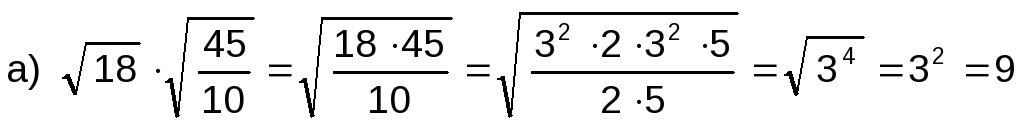 a) √18 · √(45/10) = √((18 · 45)/10) = √((3² · 2 · 3² · 5)/(2 · 5)) = √(3⁴) = 3² = 9